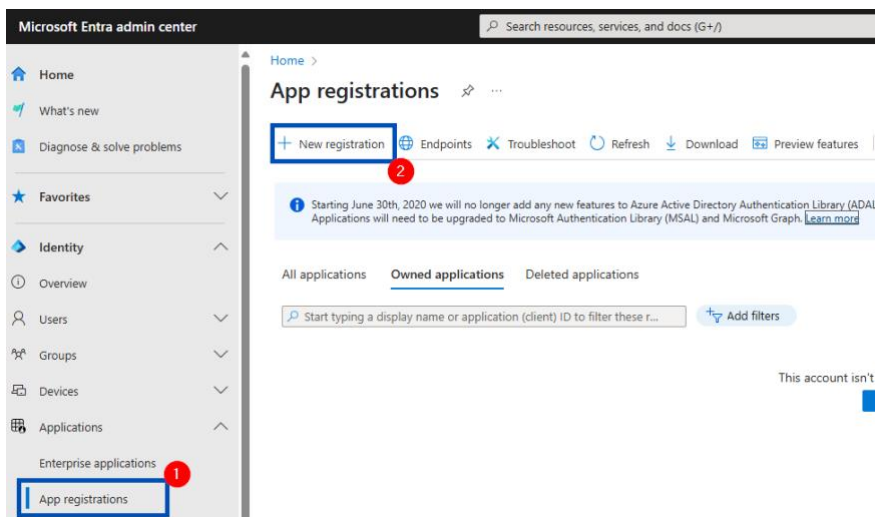 Microsoft Entra admin center
Search resources, services, and docs (G+/)
Home
What's new
Diagnose & solve problems
Favorites
Identity
Overview
Users
Groups
Devices
Applications
Enterprise applications
1
App registrations
Home >
App registrations ...
+ New registration Endpoints Troubleshoot Refresh Download Preview features
2
Starting June 30th, 2020 we will no longer add any new features to Azure Active Directory Authentication Library (ADAL
Applications will need to be upgraded to Microsoft Authentication Library (MSAL) and Microsoft Graph. Learn more
All applications Owned applications Deleted applications
Start typing a display name or application (client) ID to filter these r... Add filters
This account isn't